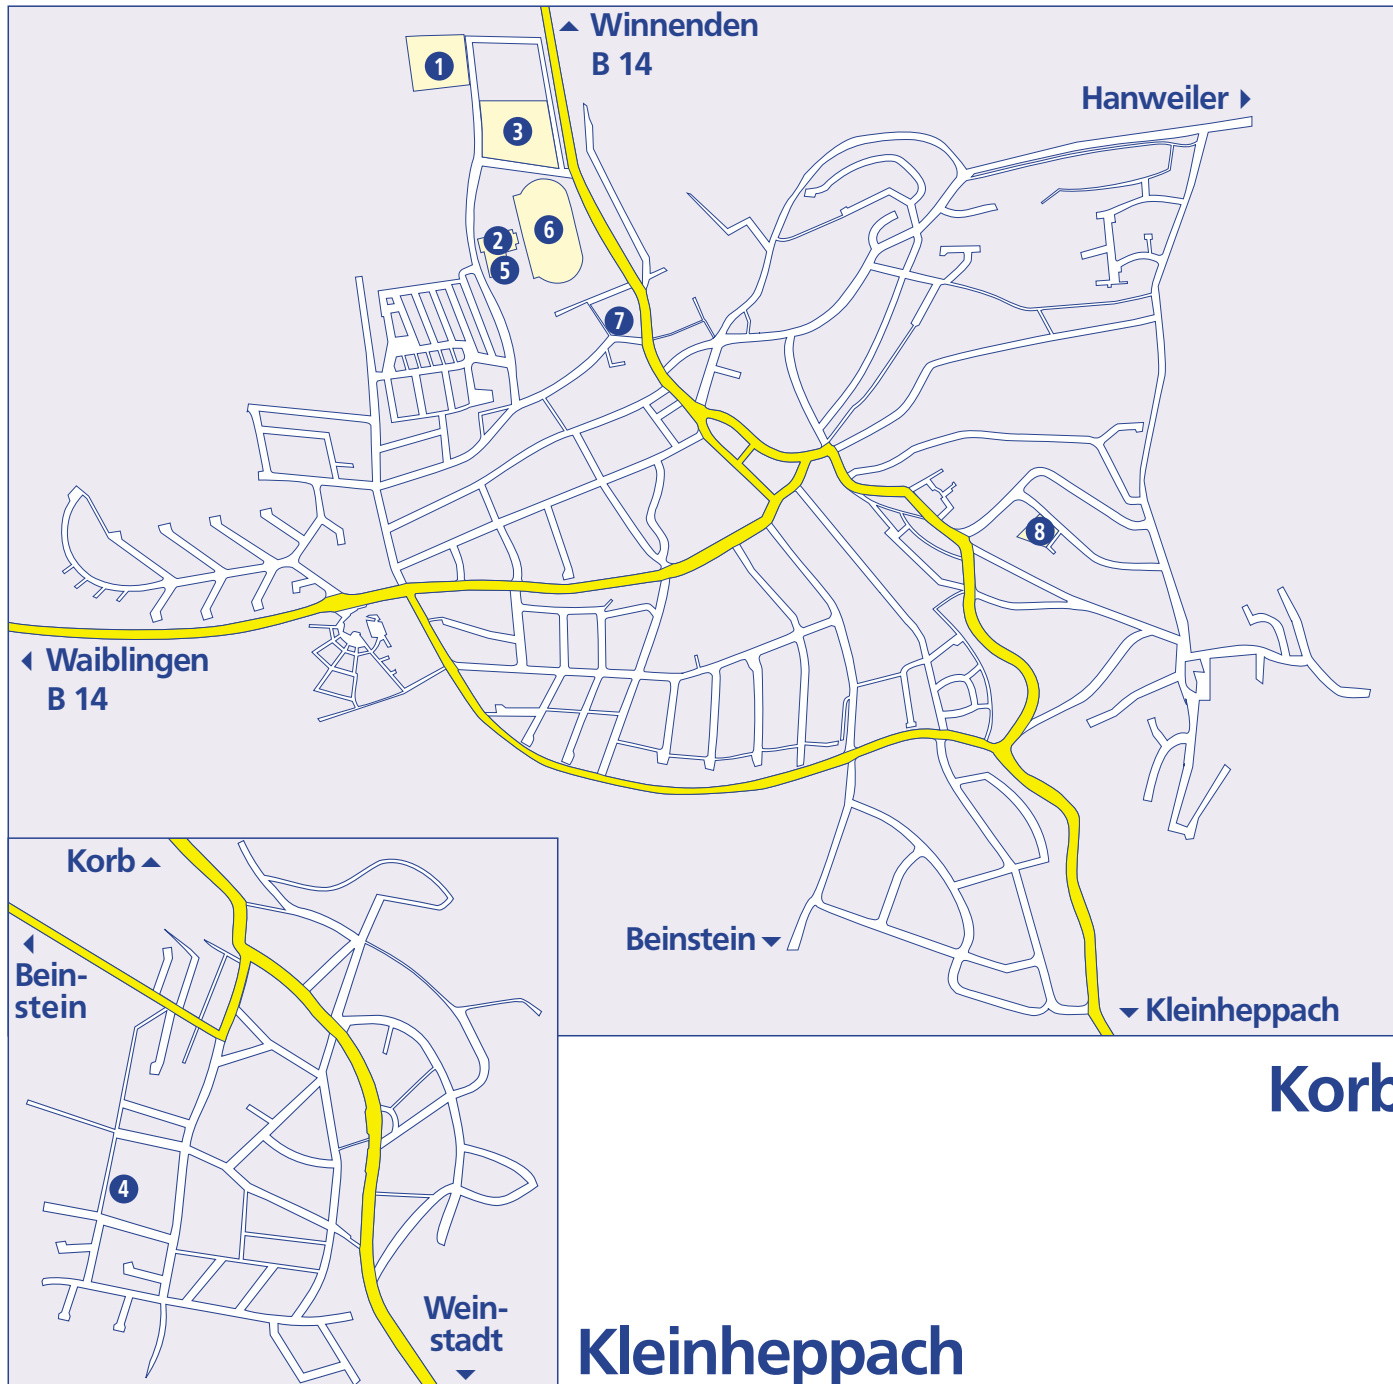 Winnenden
B 14
Hanweiler
1
3
2
6
5
7
8
Waiblingen
B 14
Beinstein
Kleinheppach
Korb
Korb
Bein-
stein
4
Wein-
stadt
Kleinheppach